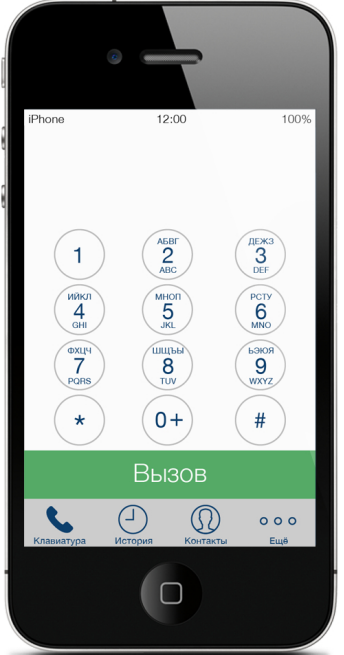 iPhone 12:00 100%
1
АБВГ
2
ABC
ДЕЖЗ
3
DEF
ИЙКЛ
4
GHI
МНОП
5
JKL
РСТУ
6
MNO
ФХЦЧ
7
PQRS
ШЩЪЫ
8
TUV
ЬЭЮЯ
9
WXYZ
* 0+ #
Вызов
Клавиатура История Контакты Ещё